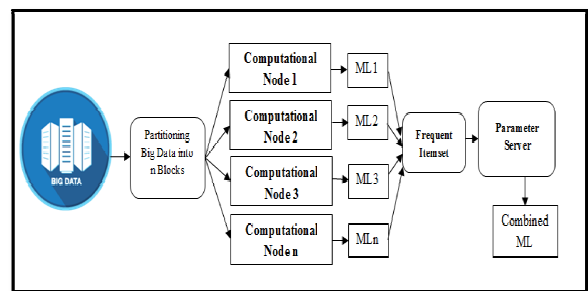 BIG DATA
Partitioning
Big Data into
n Blocks
Computational
Node 1
Computational
Node 2
Computational
Node 3
Computational
Node n
ML1
ML2
ML3
MLn
Frequent
Itemset
Parameter
Server
Combined
ML